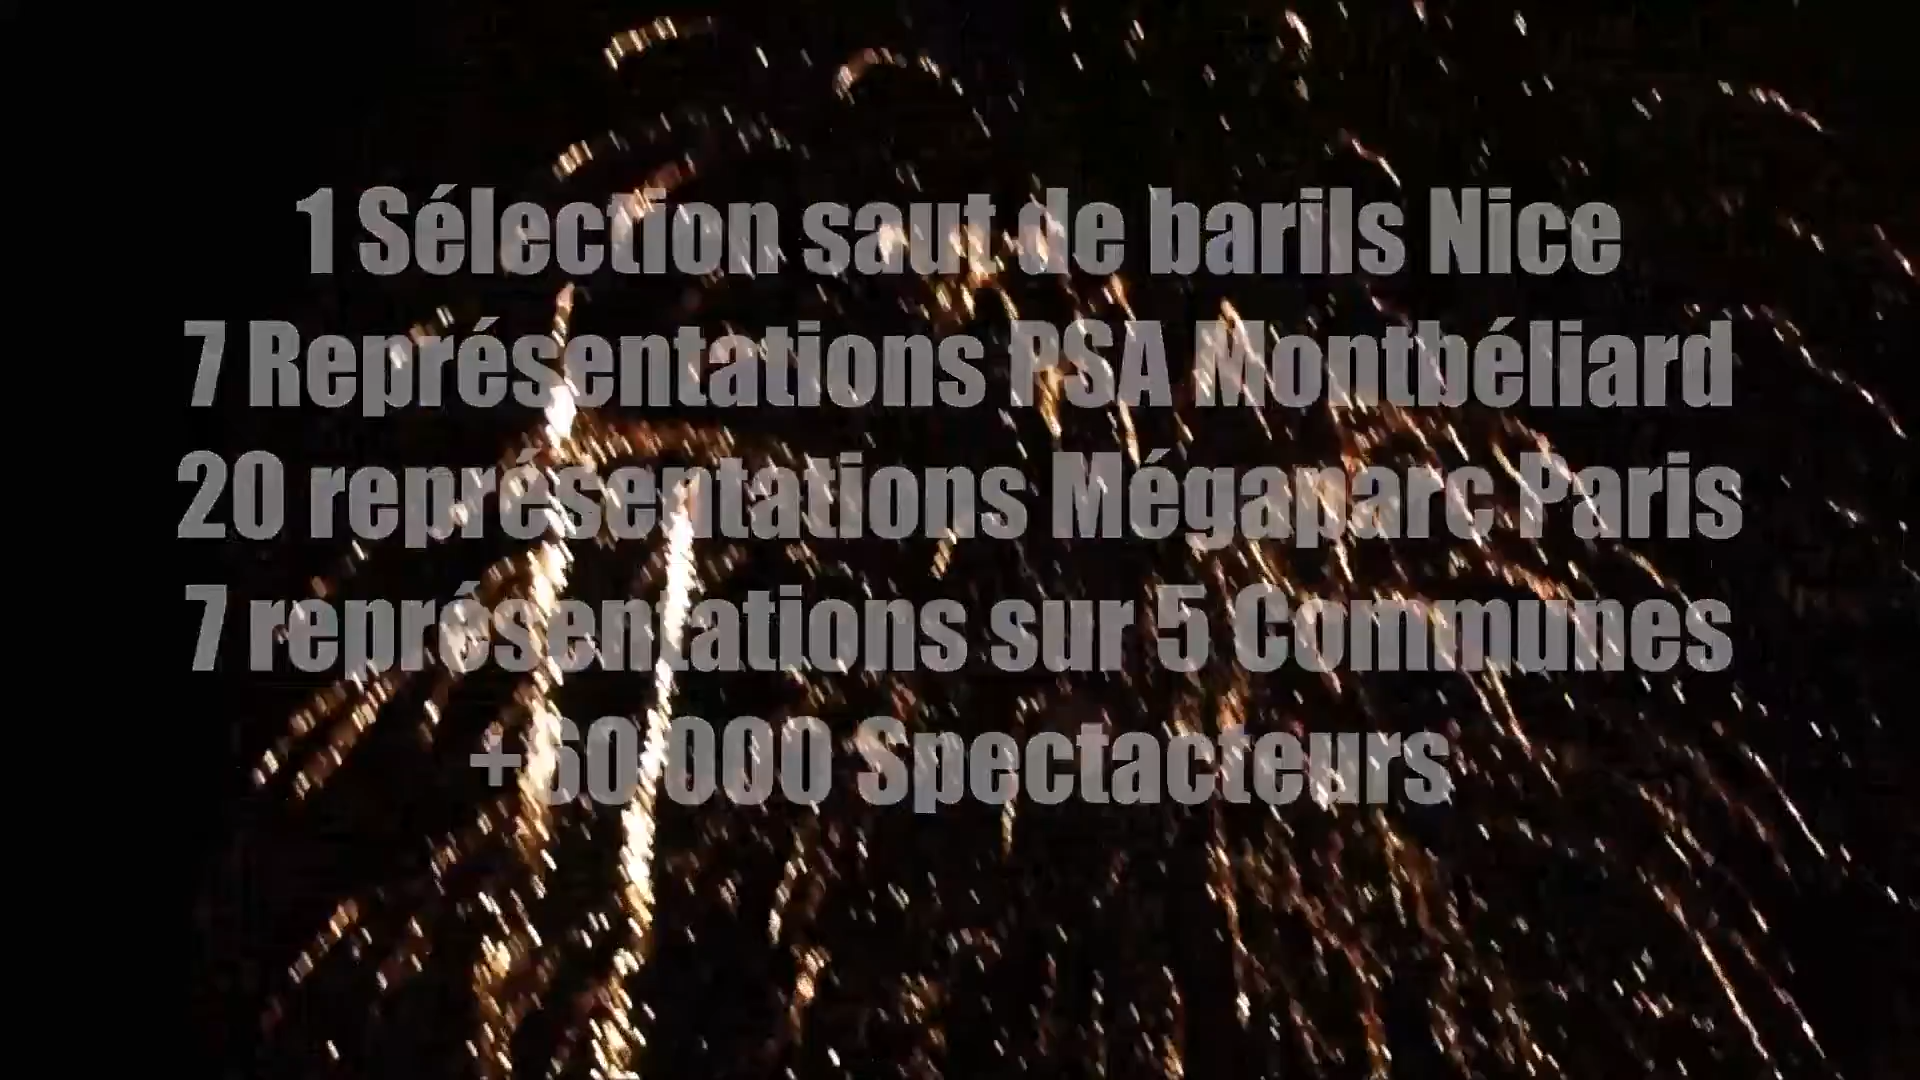 1 Sélection saut de barils Nice
7 Représentations PSA Montbéliard
20 représentations Mégaparc Paris
7 représentations sur 5 Communes
+ 60 000 Spectacteurs